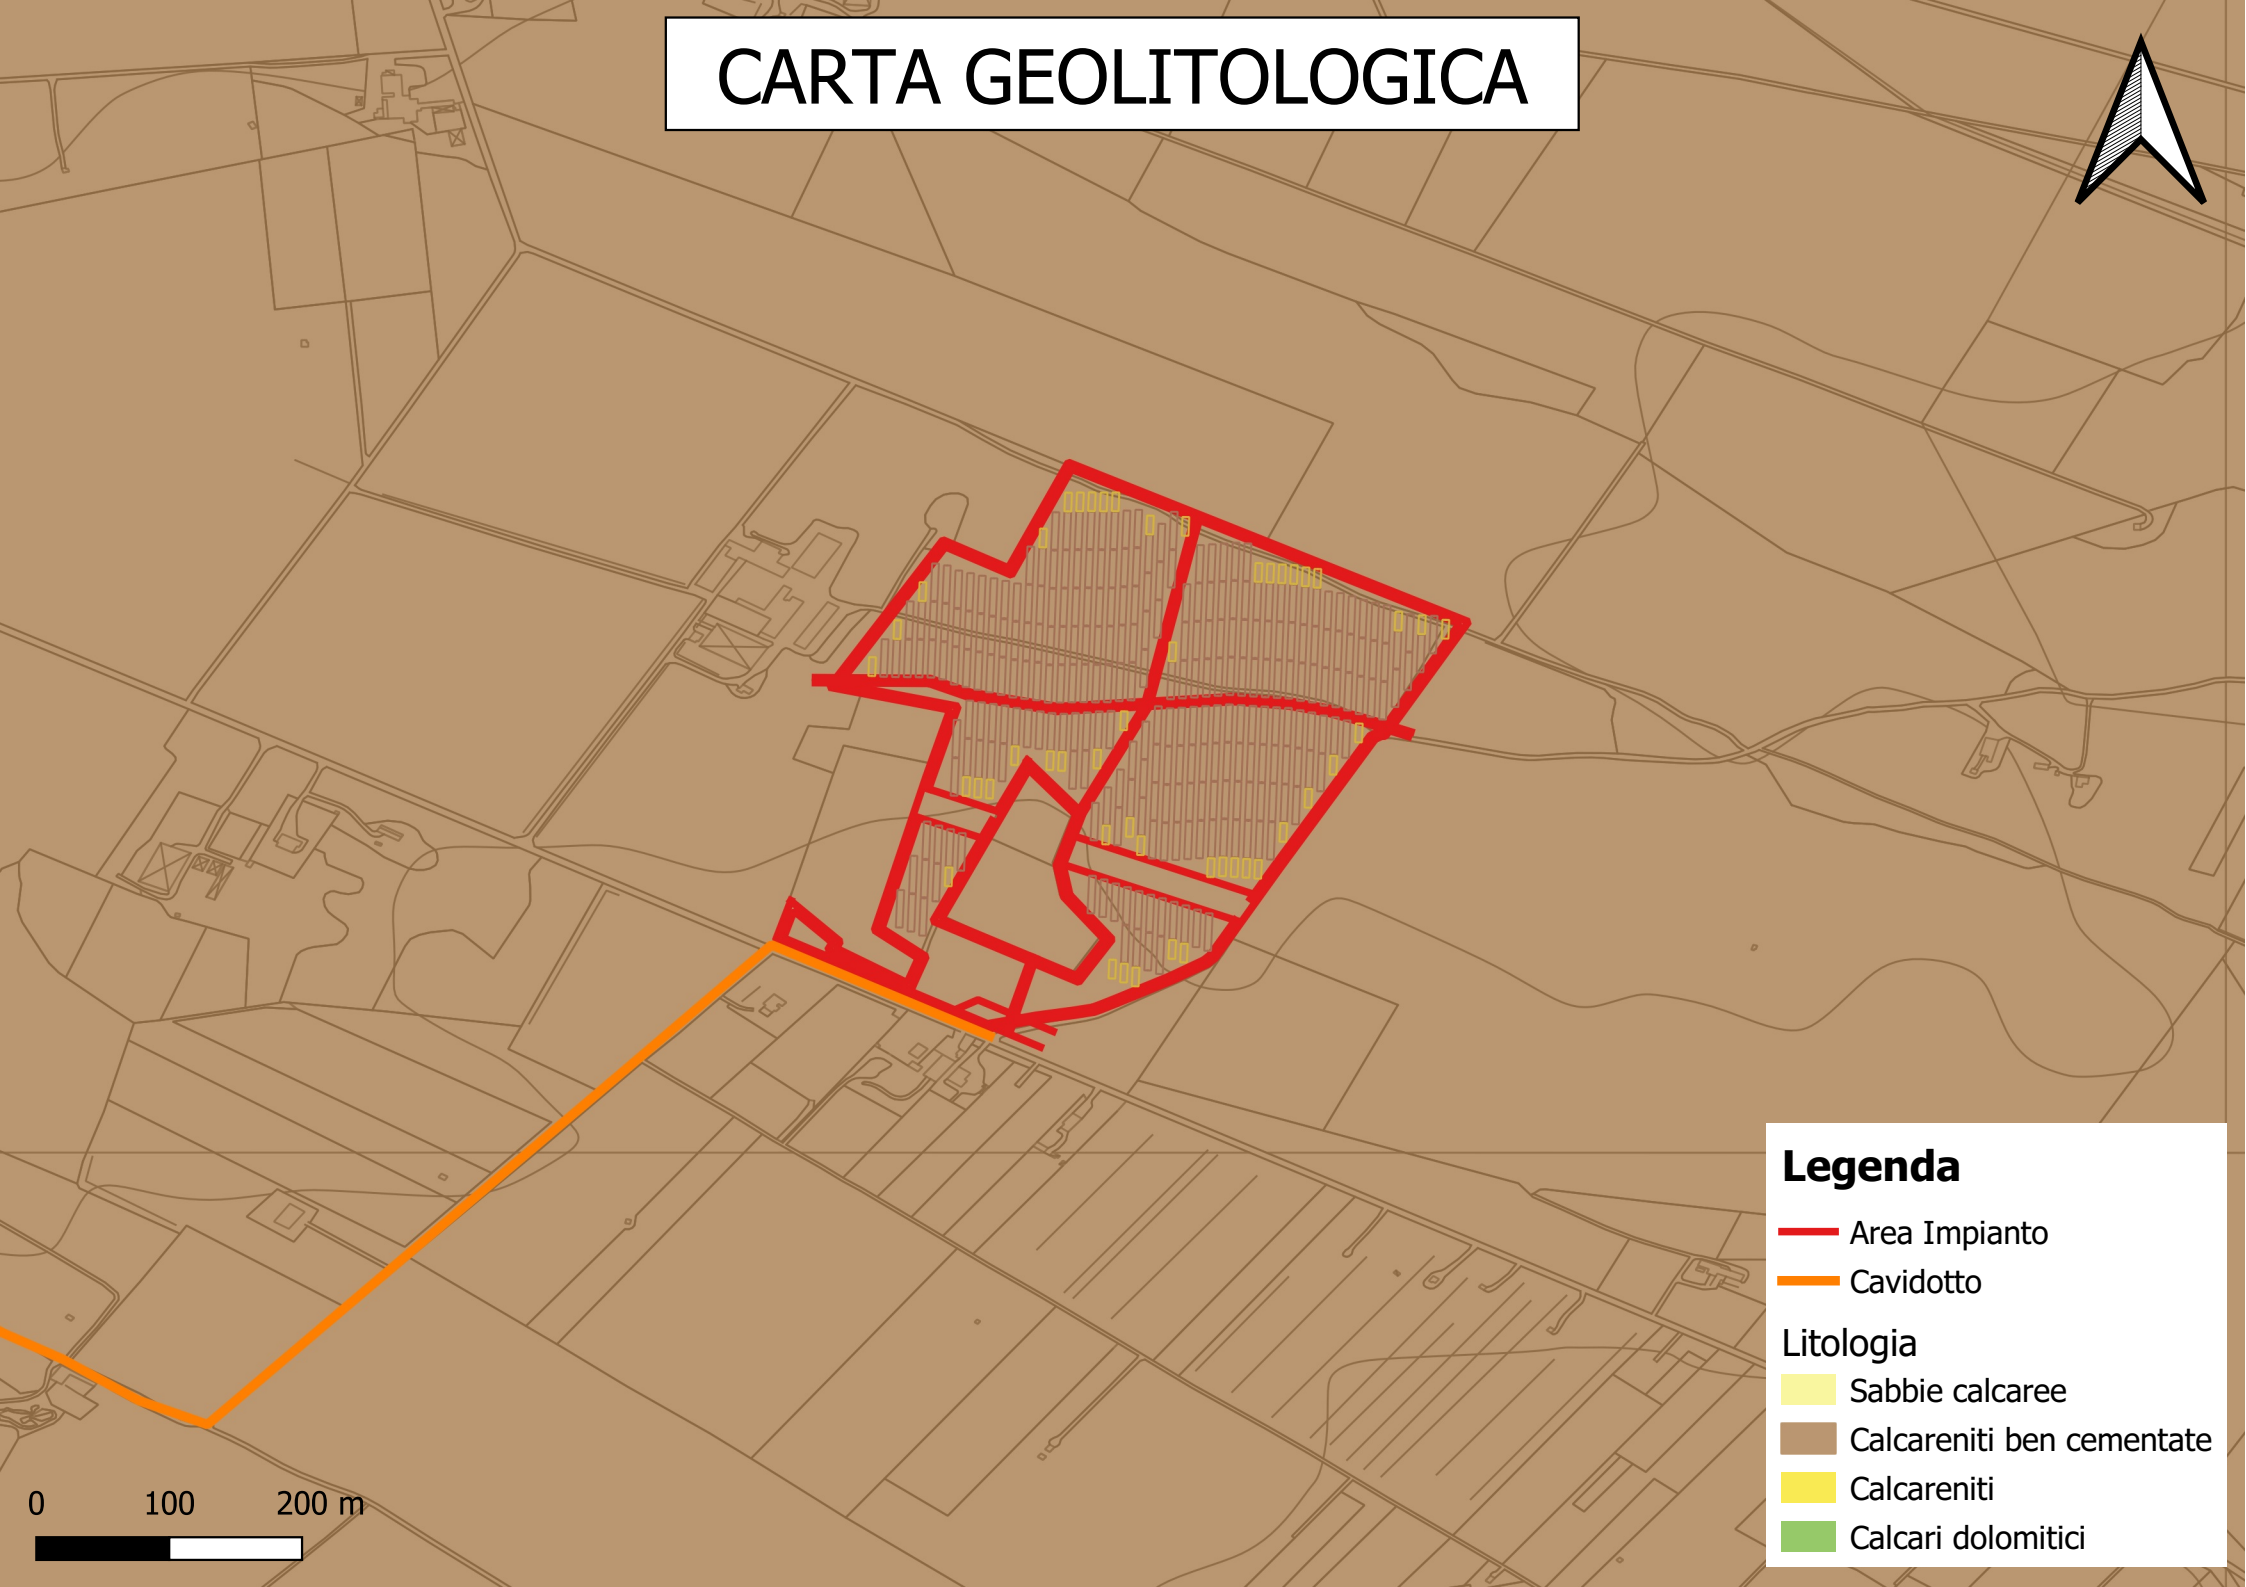 CARTA GEOLITOLOGICA
Legenda
Area Impianto
Cavidotto
Litologia
Sabbie calcaree
Calcareniti ben cementate
Calcareniti
Calcari dolomitici
0 100 200 m